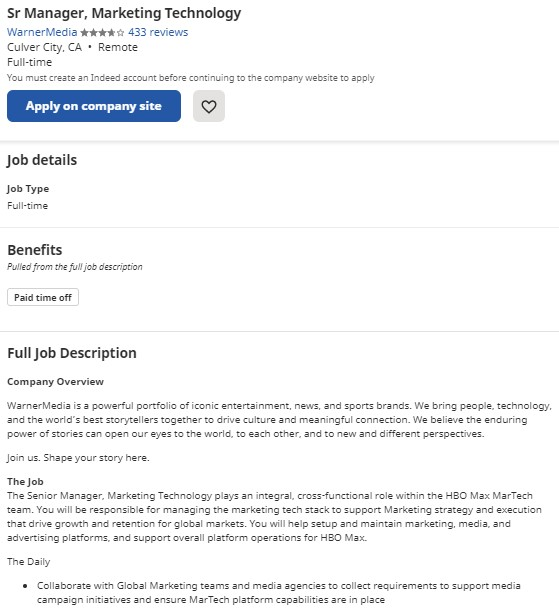 Sr Manager, Marketing Technology
WarnerMedia ★★★★☆ 433 reviews
Culver City, CA • Remote
Full-time
You must create an Indeed account before continuing to the company website to apply
Apply on company site
Job details
Job Type
Full-time
Benefits
Pulled from the full job description
Paid time off
Full Job Description
Company Overview
WarnerMedia is a powerful portfolio of iconic entertainment, news, and sports brands. We bring people, technology,
and the world's best storytellers together to drive culture and meaningful connection. We believe the enduring
power of stories can open our eyes to the world, to each other, and to new and different perspectives.
Join us. Shape your story here.
The Job
The Senior Manager, Marketing Technology plays an integral, cross-functional role within the HBO Max MarTech
team. You will be responsible for managing the marketing tech stack to support Marketing strategy and execution
that drive growth and retention for global markets. You will help setup and maintain marketing, media, and
advertising platforms, and support overall platform operations for HBO Max.
The Daily
• Collaborate with Global Marketing teams and media agencies to collect requirements to support media
campaign initiatives and ensure MarTech platform capabilities are in place